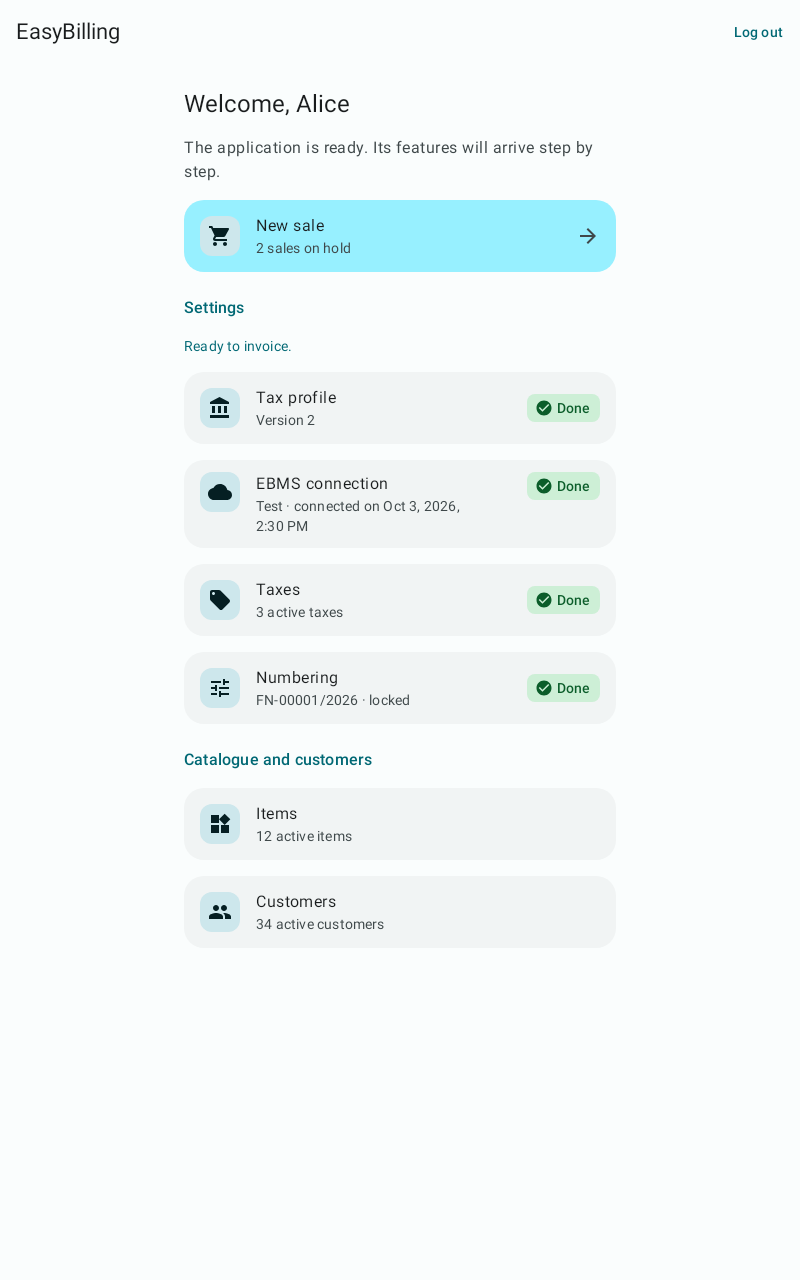 EasyBilling
Log out
Welcome, Alice
The application is ready. Its features will arrive step by
step.
New sale
2 sales on hold
Settings
Ready to invoice.
Tax profile
Version 2
Done
EBMS connection
Test · connected on Oct 3, 2026,
2:30 PM
Done
Taxes
3 active taxes
Done
Numbering
FN-00001/2026 · locked
Done
Catalogue and customers
Items
12 active items
Customers
34 active customers